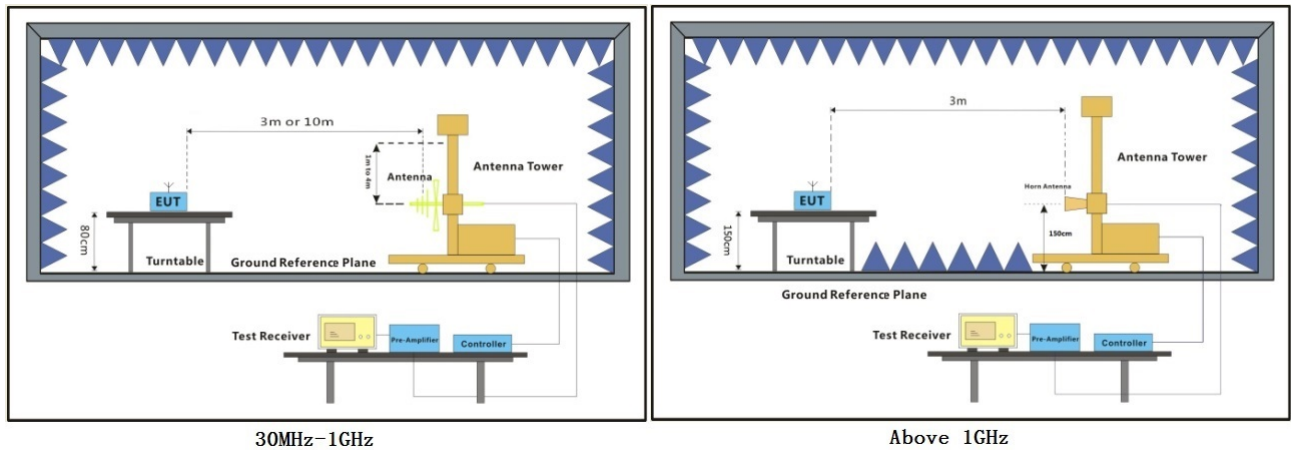 3m or 10m
1m to 4m
Antenna
Antenna Tower
EUT
80cm
Turntable
Ground Reference Plane
Test Receiver
Pre-Amplifier
Controller
30MHz-1GHz
3m
Antenna Tower
Horn Antenna
EUT
150cm
150cm
Turntable
Ground Reference Plane
Test Receiver
Pre-Amplifier
Controller
Above 1GHz